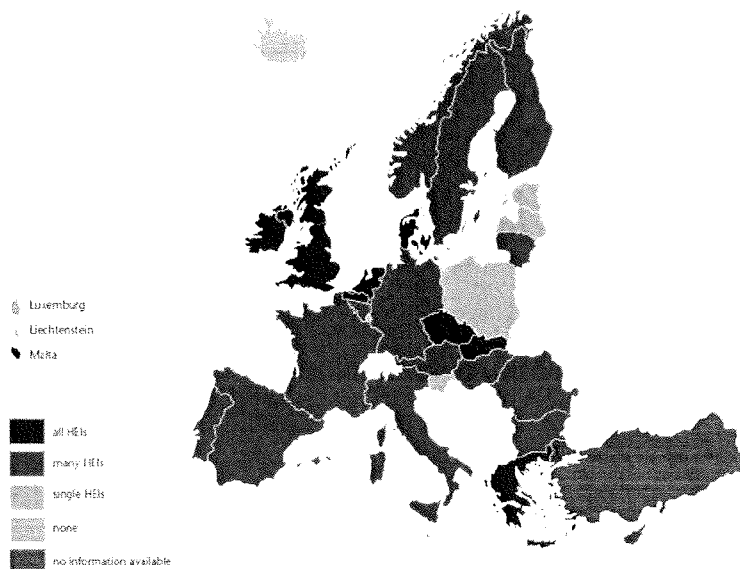 Luxemburg
Liechtenstein
Malta
all HEIs
many HEIs
single HEIs
none
no information available